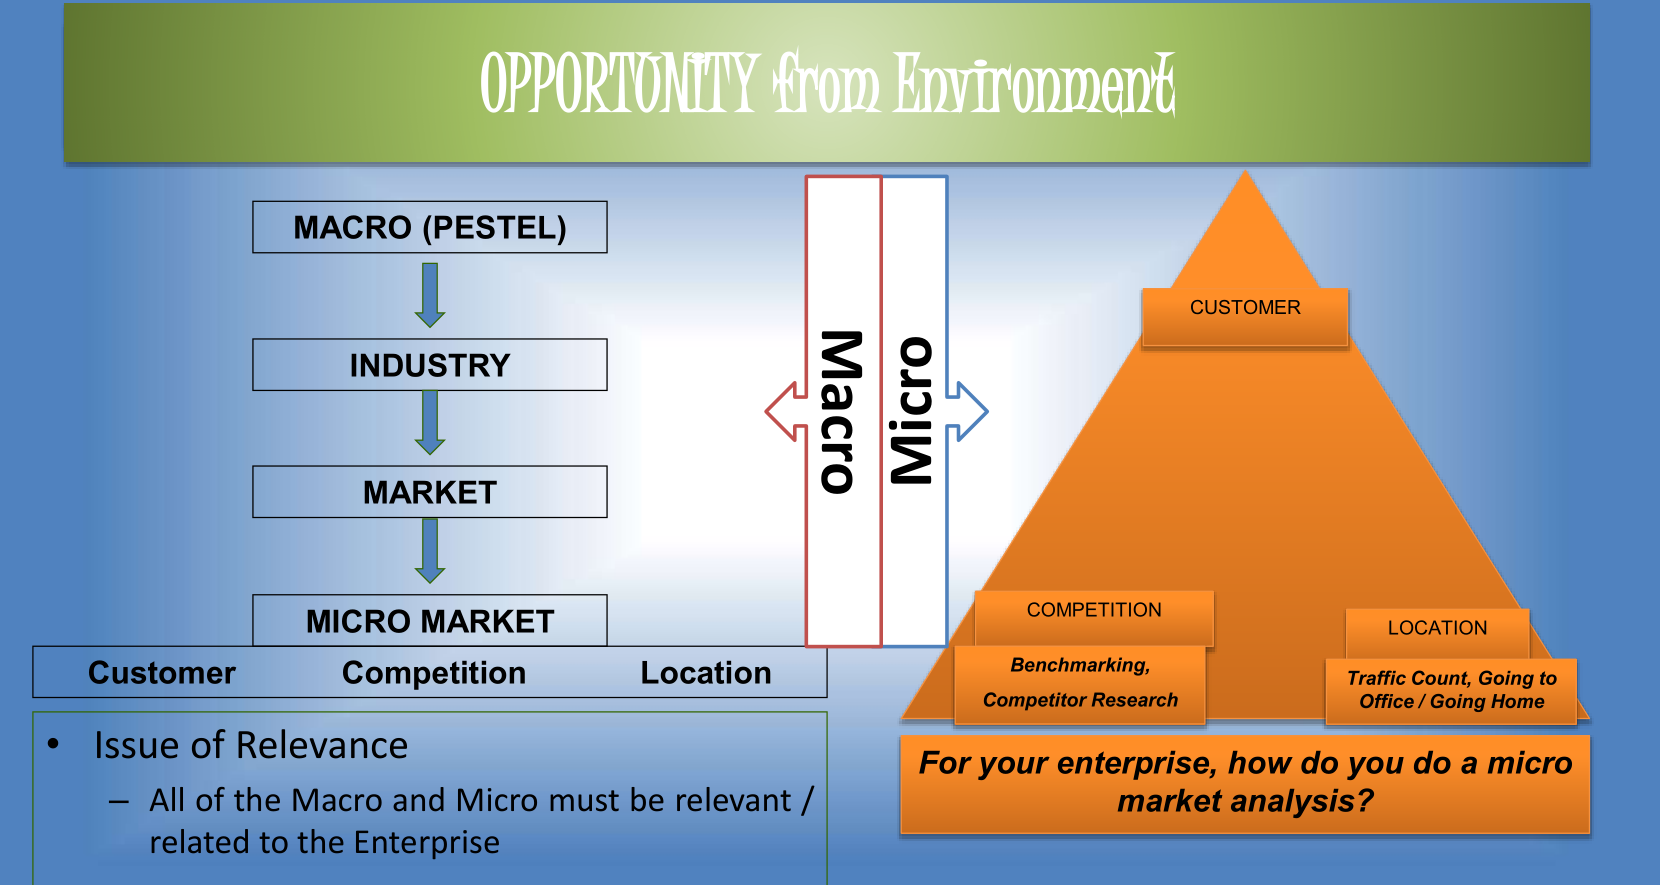 OPPORTUNITY from Environment
MACRO (PESTEL)
INDUSTRY
MARKET
MICRO MARKET
Customer Competition Location
• Issue of Relevance
– All of the Macro and Micro must be relevant /
related to the Enterprise
Macro
Micro
CUSTOMER
COMPETITION
Benchmarking,
Competitor Research
LOCATION
Traffic Count, Going to
Office / Going Home
For your enterprise, how do you do a micro
market analysis?